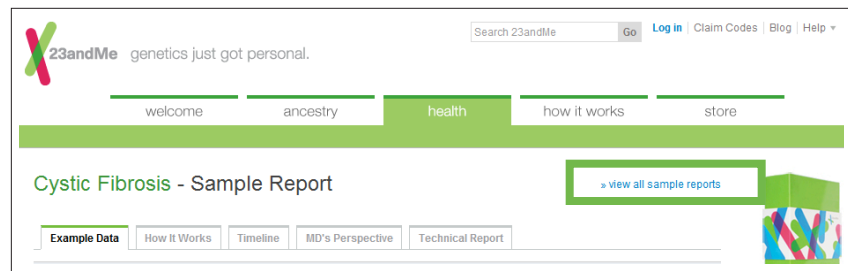 Search 23andMe Go Log in Claim Codes Blog Help
23andMe genetics just got personal.
welcome ancestry health how it works store
Cystic Fibrosis - Sample Report
» view all sample reports
Example Data How It Works Timeline MD's Perspective Technical Report